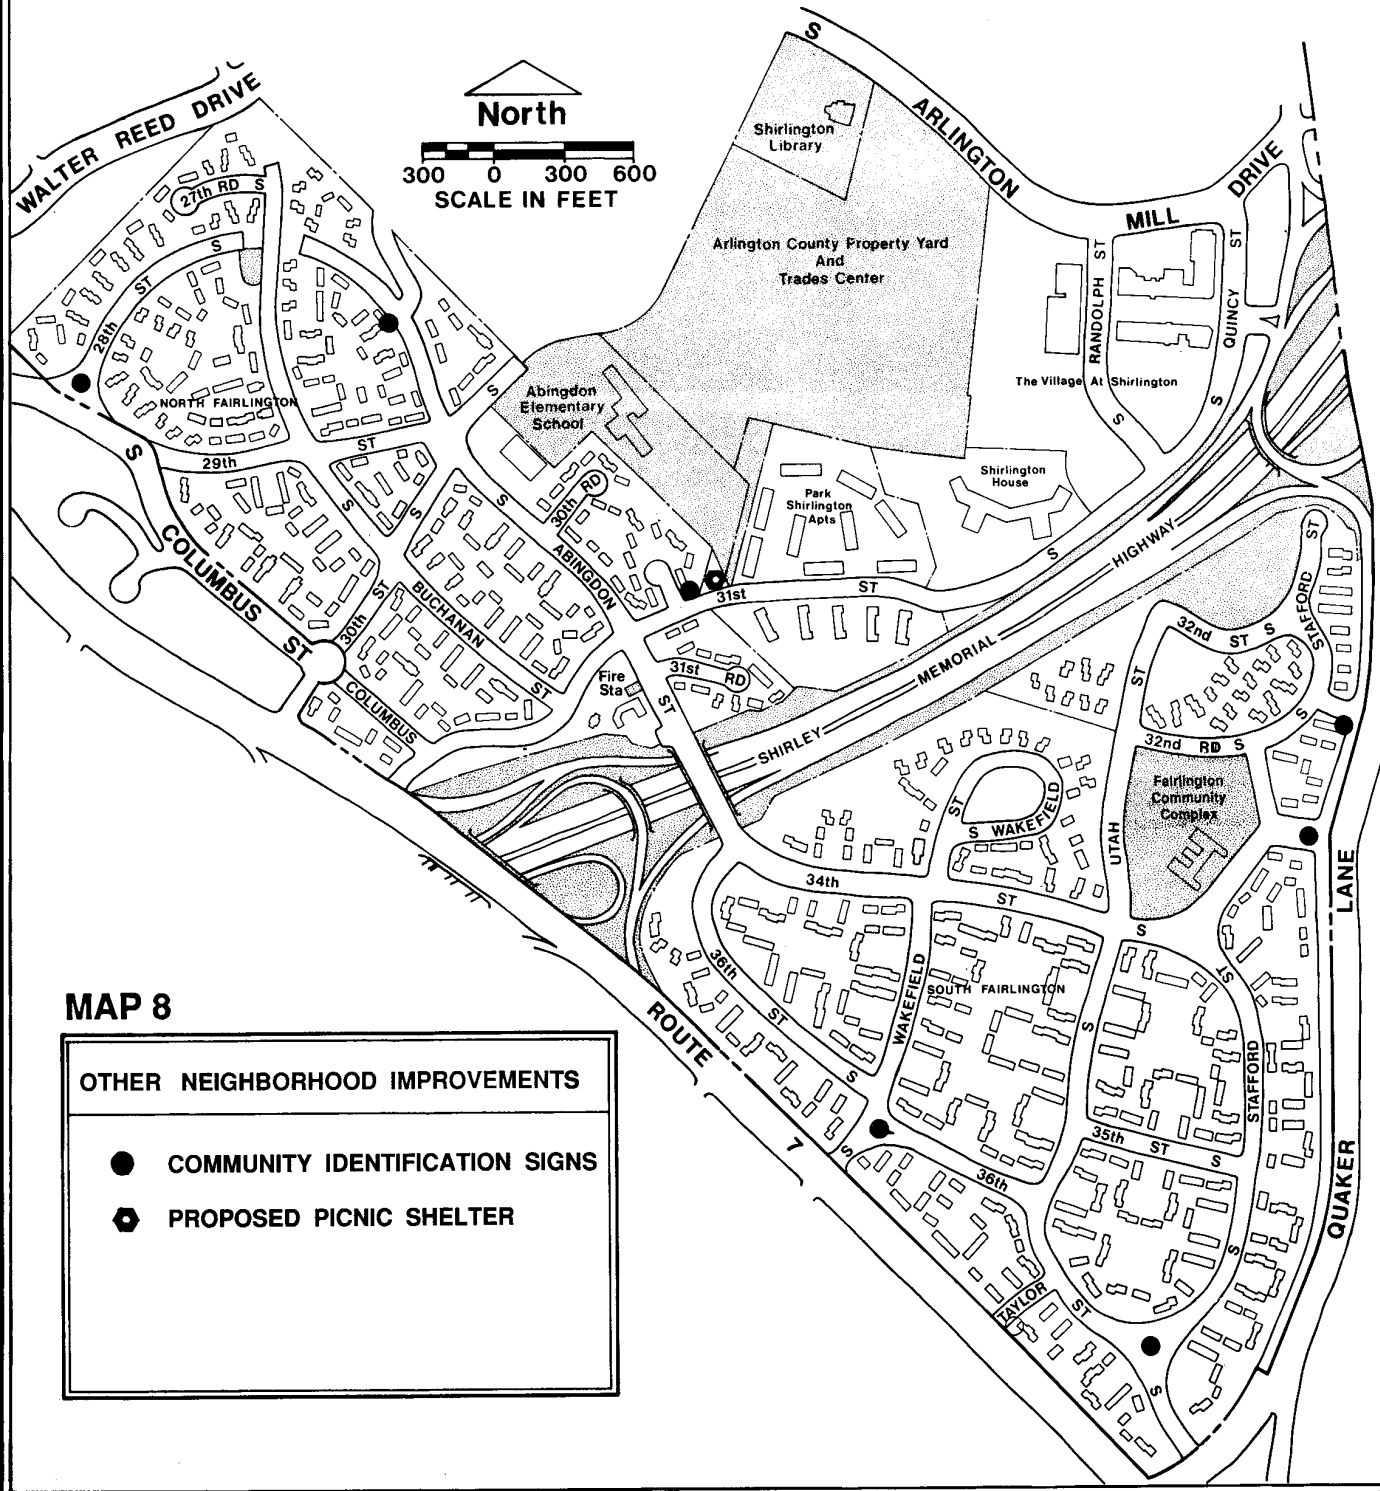 S ARLINGTON MILL DRIVE
WALTER REED DRIVE
North
300 0 300 600
SCALE IN FEET
Shirlington
Library
27th RD S
Arlington County Property Yard
And
Trades Center
28th ST S
RANDOLPH ST S
QUINCY ST S
The Village At Shirlington
NORTH FAIRLINGTON
Abingdon
Elementary
School
29th ST S
S COLUMBUS ST
30th RD
Shirlington
House
Park
Shirlington
Apts
S ABINGDON ST
S BUCHANAN ST
30th ST S
31st ST S
31st RD
Fire
Sta
COLUMBUS
SHIRLEY MEMORIAL HIGHWAY
STAFFORD ST
32nd ST S
32nd RD S
S
UTAH ST
S
Fairlington
Community
Complex
S WAKEFIELD ST
34th ST S
36th ST S
WAKEFIELD
S
SOUTH FAIRLINGTON
STAFFORD ST
S
35th ST S
36th ST S
TAYLOR
ROUTE 7
QUAKER LANE
MAP 8
OTHER NEIGHBORHOOD IMPROVEMENTS
COMMUNITY IDENTIFICATION SIGNS
PROPOSED PICNIC SHELTER